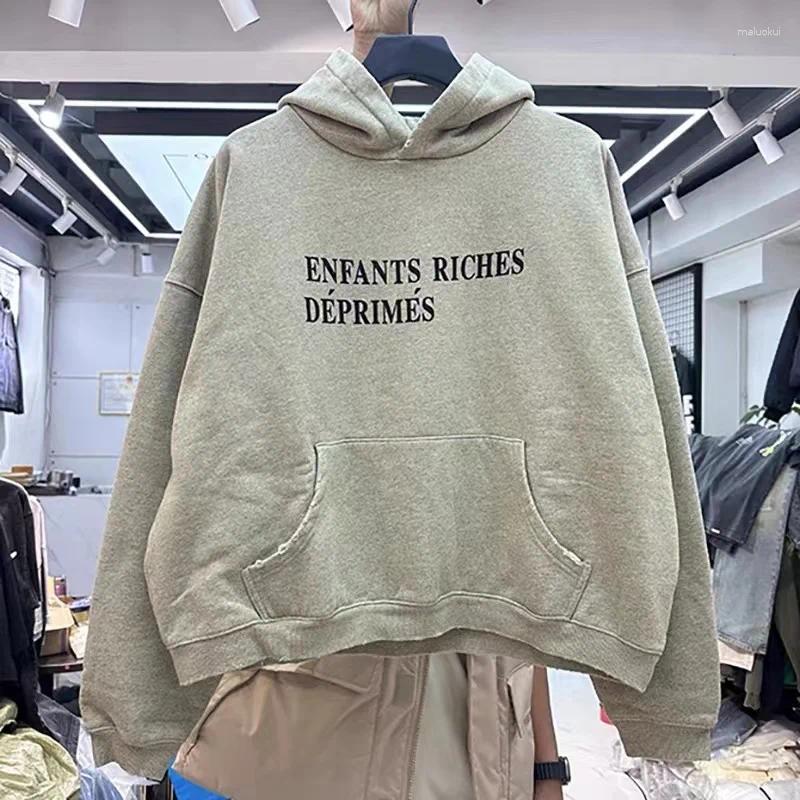 maluokui
ENFANTS RICHES
DÉPRIMÉS